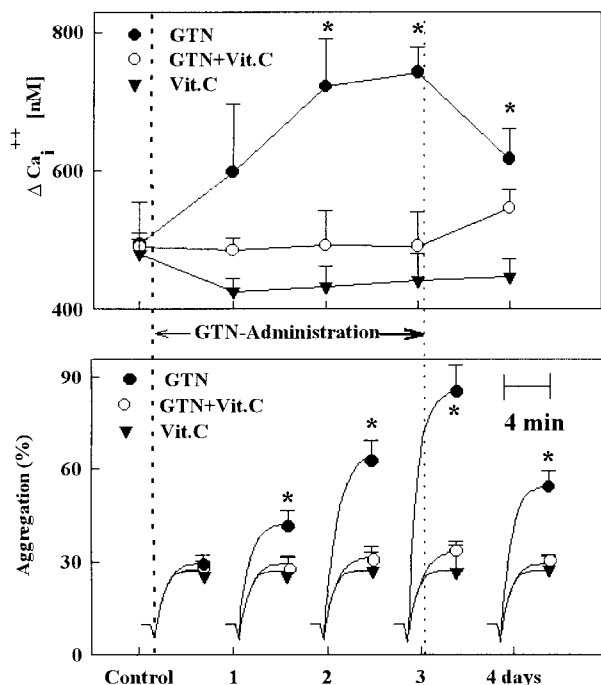 800
600
400
Δ Ca i ++ [nM]
GTN
GTN+Vit.C
Vit.C
*
*
*
GTN-Administration
90
60
30
0
Aggregation (%)
GTN
GTN+Vit.C
Vit.C
4 min
*
*
*
*
Control 1 2 3 4 days